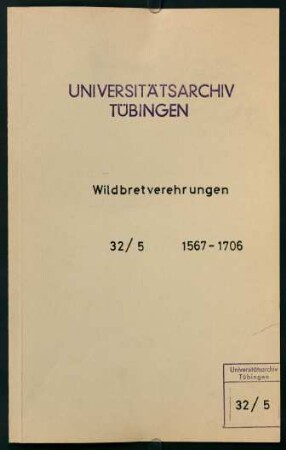 UNIVERSITÄTSARCHIV
TÜBINGEN
Wildbretverehrungen
32/5 1567-1706
Universitätsarchiv
Tübingen
32/5